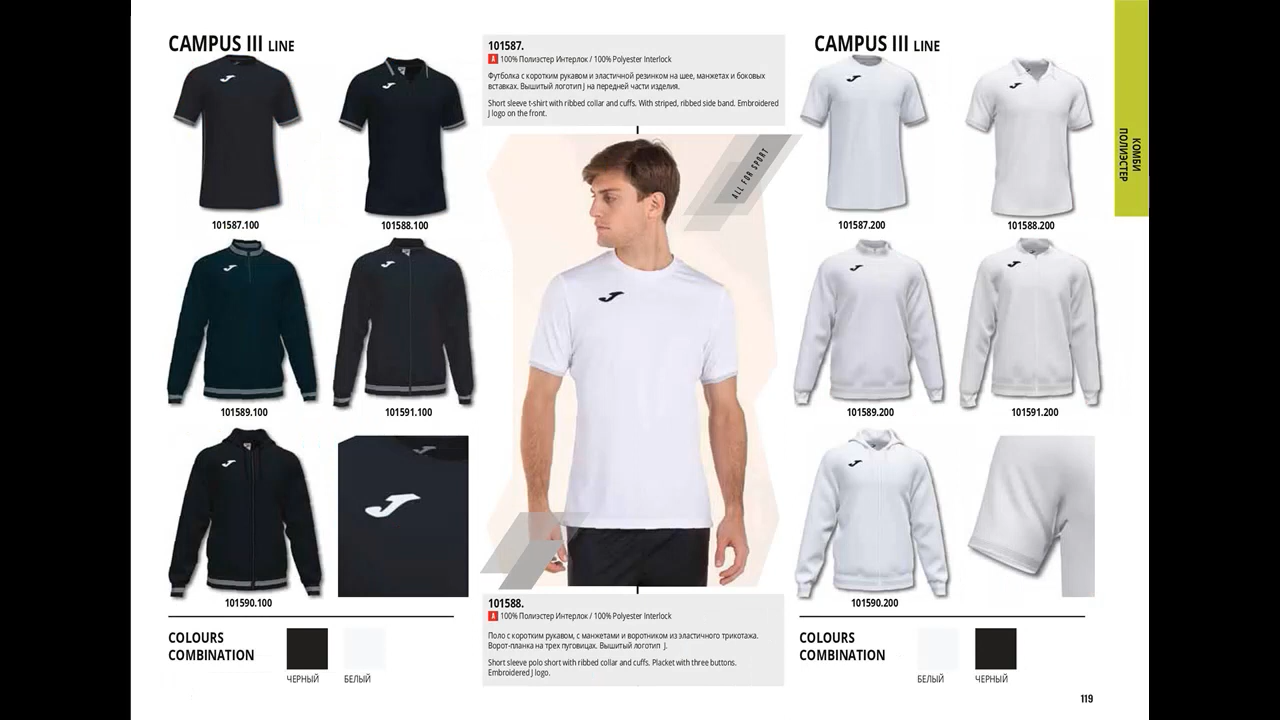 CAMPUS III LINE
101587.100
101588.100
101589.100
101591.100
101590.100
COLOURS
COMBINATION
ЧЕРНЫЙ
БЕЛЫЙ
101587.
A 100% Полиэстер Интерлок / 100% Polyester Interlock
Футболка с коротким рукавом и эластичной резинком на шее, манжетах и боковых
вставках. Вышитый логотип J на передней части изделия.
Short sleeve t-shirt with ribbed collar and cuffs. With striped, ribbed side band. Embroidered
J logo on the front.
ALL FOR SPORT
101588.
A 100% Полиэстер Интерлок / 100% Polyester Interlock
Поло с коротким рукавом, с манжетами и воротником из эластичного трикотажа.
Ворот-планка на трех пуговицах. Вышитый логотип J.
Short sleeve polo short with ribbed collar and cuffs. Placket with three buttons.
Embroidered J logo.
CAMPUS III LINE
101587.200
101588.200
101589.200
101591.200
101590.200
COLOURS
COMBINATION
БЕЛЫЙ
ЧЕРНЫЙ
КОМБИ
ПОЛИЭСТЕР
119